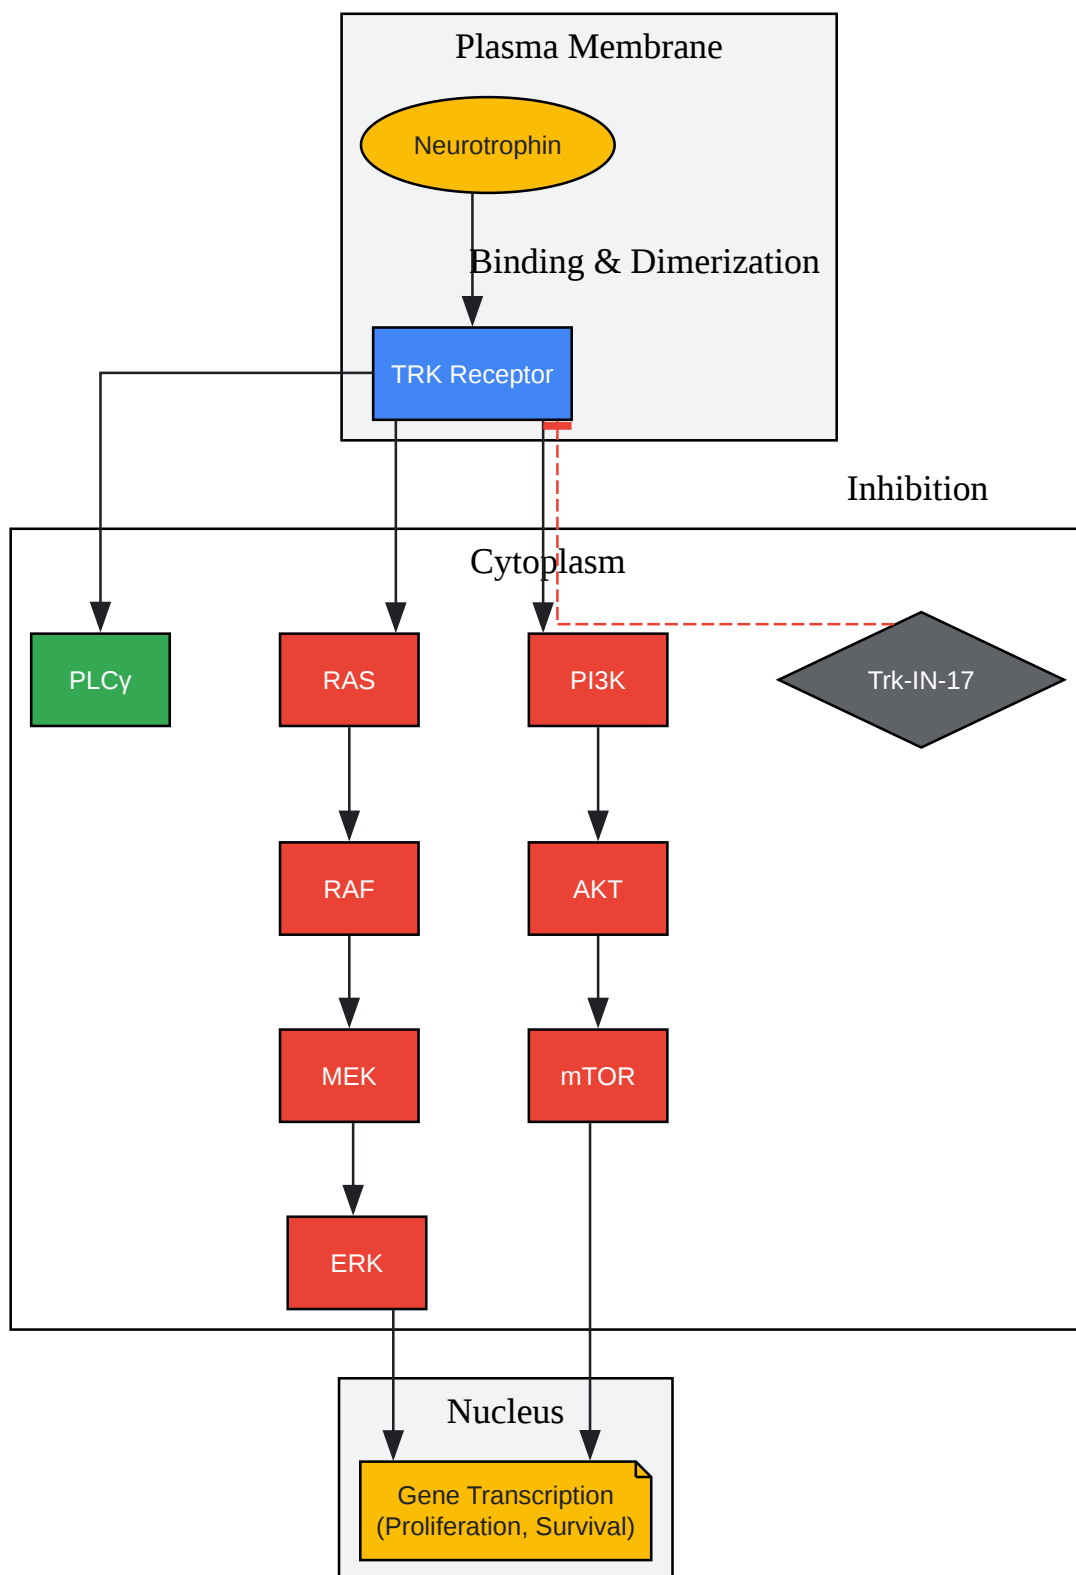 Plasma Membrane
Neurotrophin
Binding & Dimerization
TRK Receptor
Inhibition
Cytoplasm
PLCγ
RAS
PI3K
Trk-IN-17
RAF
AKT
MEK
mTOR
ERK
Nucleus
Gene Transcription
(Proliferation, Survival)